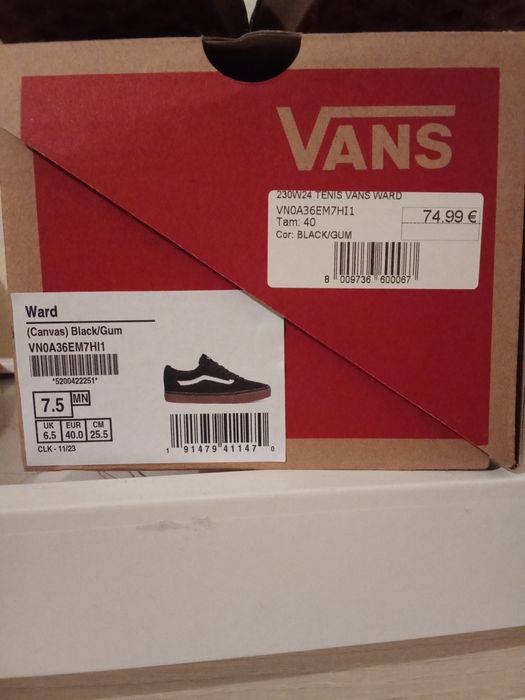 VANS
230W24 TENIS VANS WARD
VN0A36EM7HI1
74.99 €
Tam: 40
Cor: BLACK/GUM
8 009736 600067
Ward
(Canvas) Black/Gum
VN0A36EM7HI1
*5200422251*
7.5 MN
UK EUR CM
6.5 40.0 25.5
CLK - 11/23
1 91479 41147 0